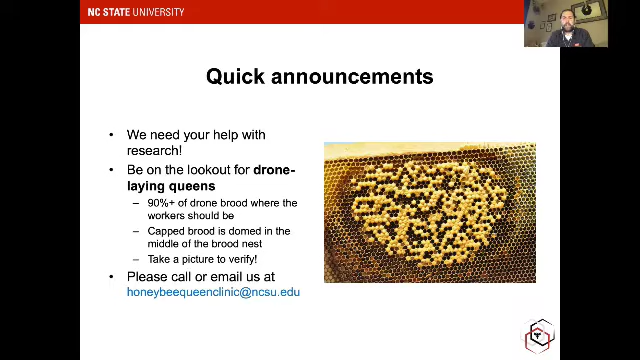 NC STATE UNIVERSITY
Quick announcements
• We need your help with
research!
• Be on the lookout for drone-
laying queens
– 90%+ of drone brood where the
workers should be
– Capped brood is domed in the
middle of the brood nest
– Take a picture to verify!
• Please call or email us at
honeybeequeenclinic@ncsu.edu